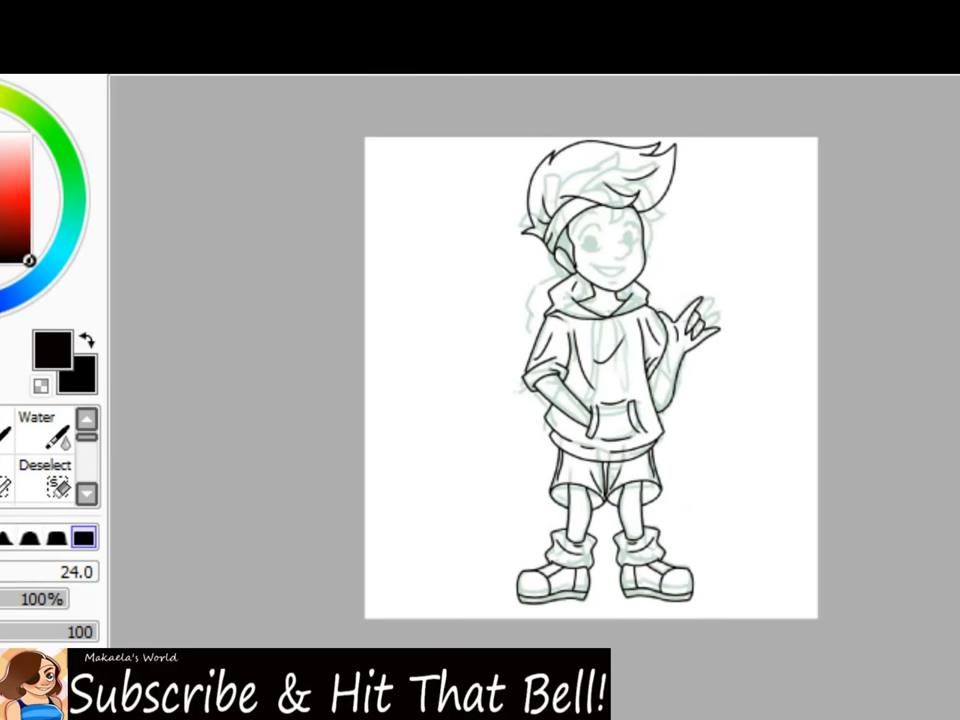 Water
Deselect
24.0
100%
100
Makaela's World
Subscribe & Hit That Bell!